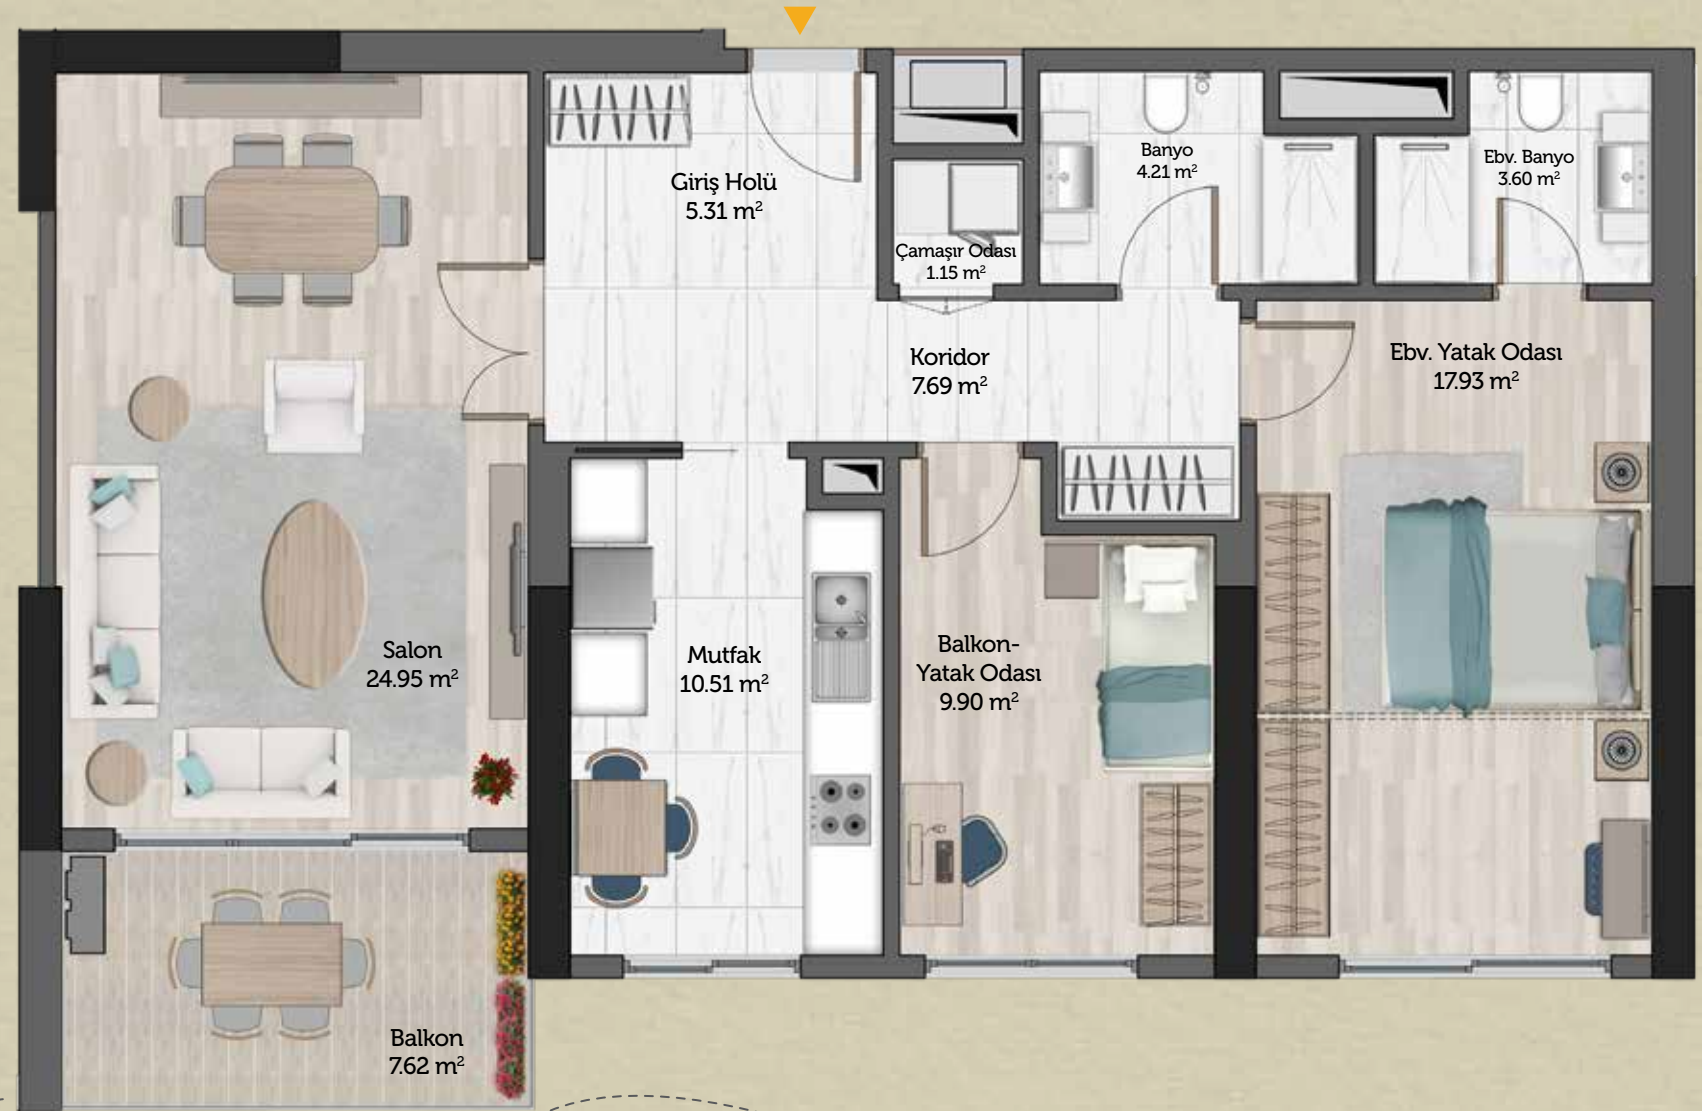 Giriş Holü
5.31 m²
Banyo
4.21 m²
Ebv. Banyo
3.60 m²
Çamaşır Odası
1.15 m²
Koridor
7.69 m²
Ebv. Yatak Odası
17.93 m²
Salon
24.95 m²
Mutfak
10.51 m²
Balkon-
Yatak Odası
9.90 m²
Balkon
7.62 m²